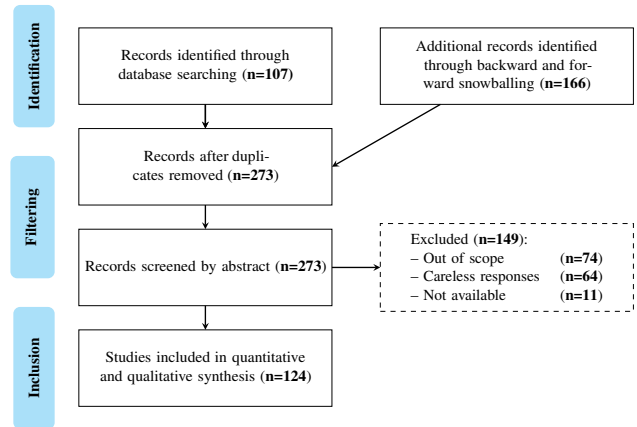 Identification
Records identified through
database searching (n=107)
Additional records identified
through backward and for-
ward snowballing (n=166)
Filtering
Records after dupli-
cates removed (n=273)
Records screened by abstract (n=273)
Excluded (n=149):
– Out of scope (n=74)
– Careless responses (n=64)
– Not available (n=11)
Inclusion
Studies included in quantitative
and qualitative synthesis (n=124)